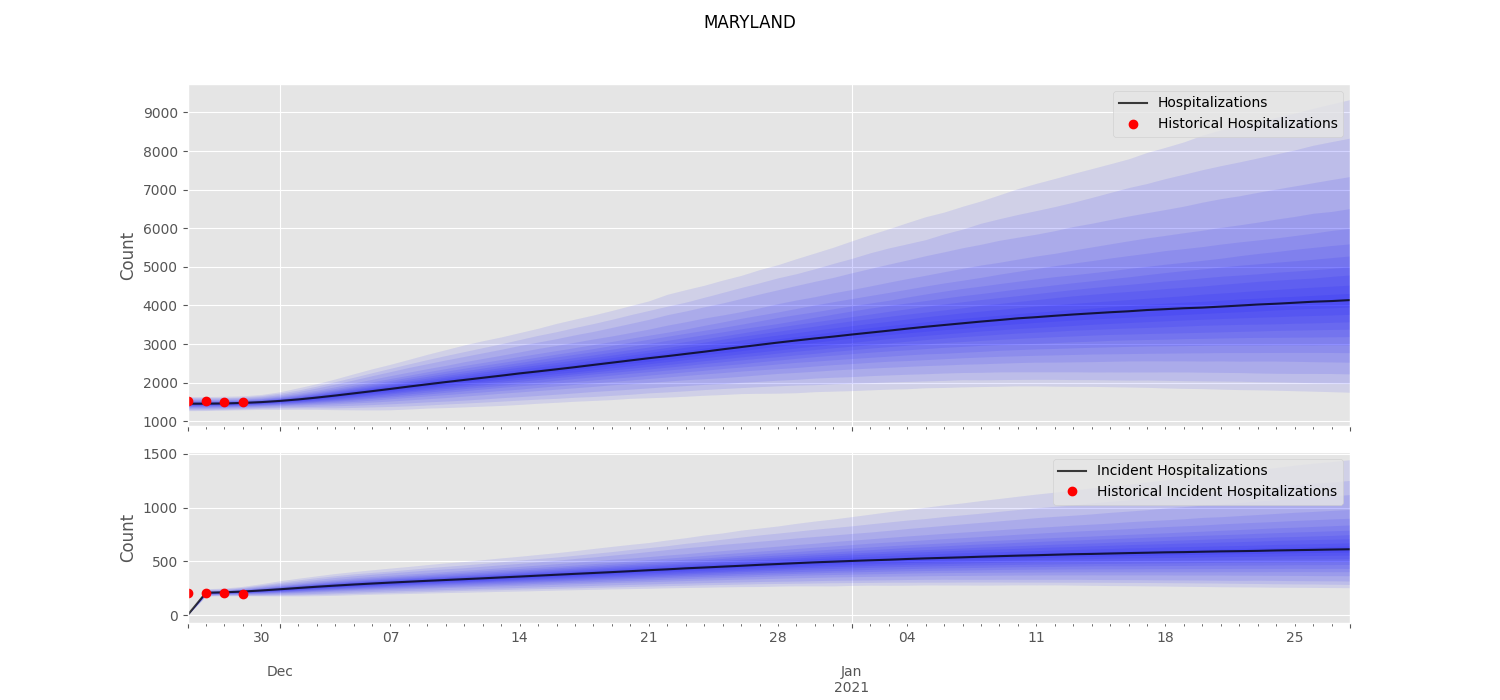 MARYLAND
9000
8000
7000
6000
5000
4000
3000
2000
1000
Count
Hospitalizations
Historical Hospitalizations
1500
1000
500
0
Count
Incident Hospitalizations
Historical Incident Hospitalizations
30 07 14 21 28 04 11 18 25
Dec Jan
2021